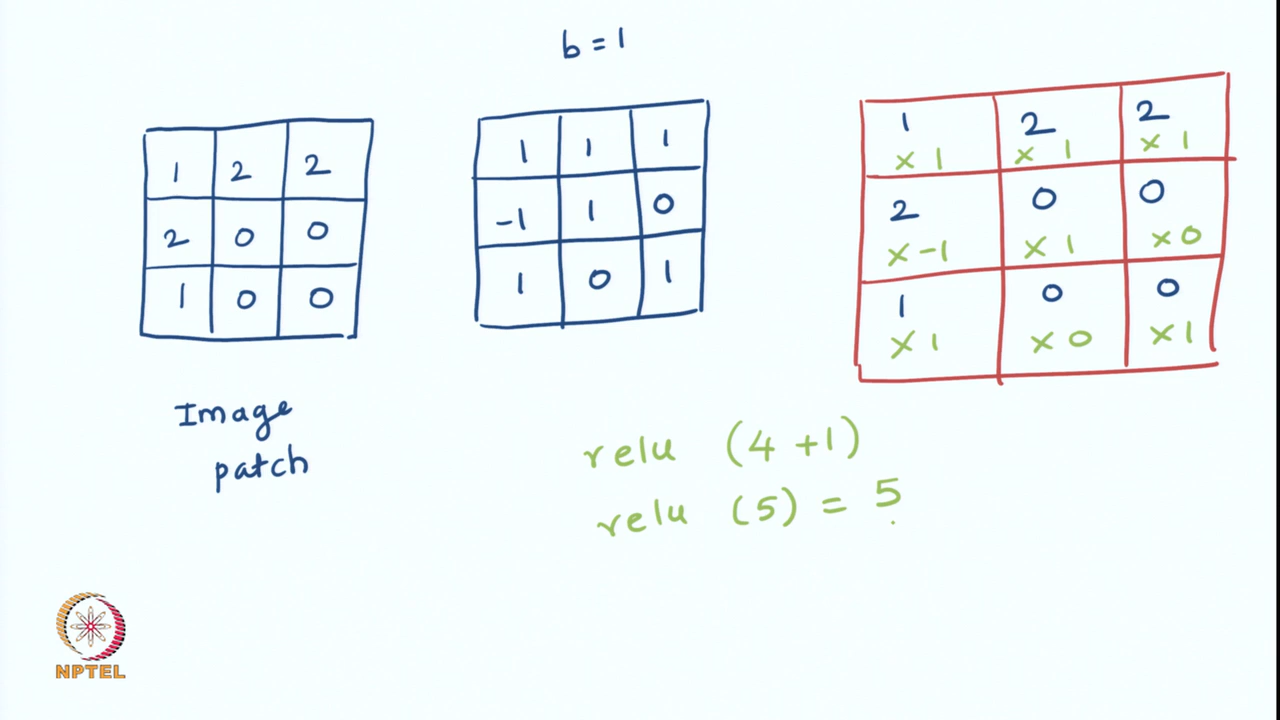 b = 1
1 2 2
2 0 0
1 0 0
Image
patch
1 1 1
-1 1 0
1 0 1
1 2 2
x 1 x 1 x 1
2 0 0
x -1 x 1 x 0
1 0 0
x 1 x 0 x 1
relu (4 + 1)
relu (5) = 5
NPTEL